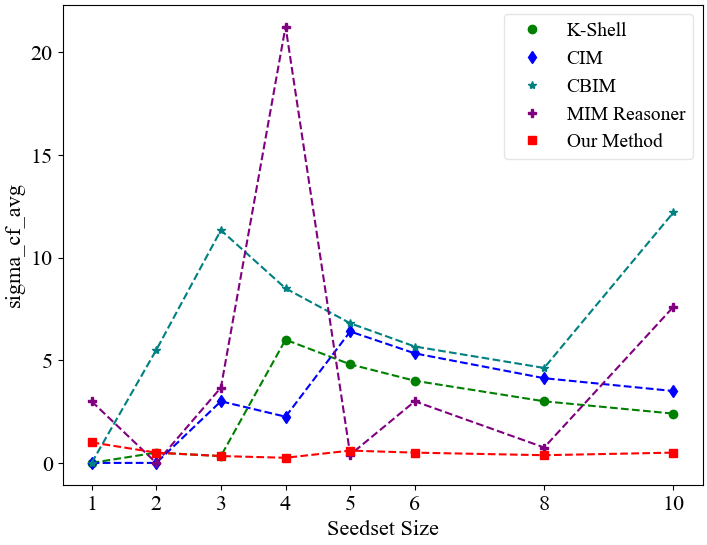 K-Shell
CIM
CBIM
MIM Reasoner
Our Method
sigma_cf_avg
20
15
10
5
0
1 2 3 4 5 6 8 10
Seedset Size